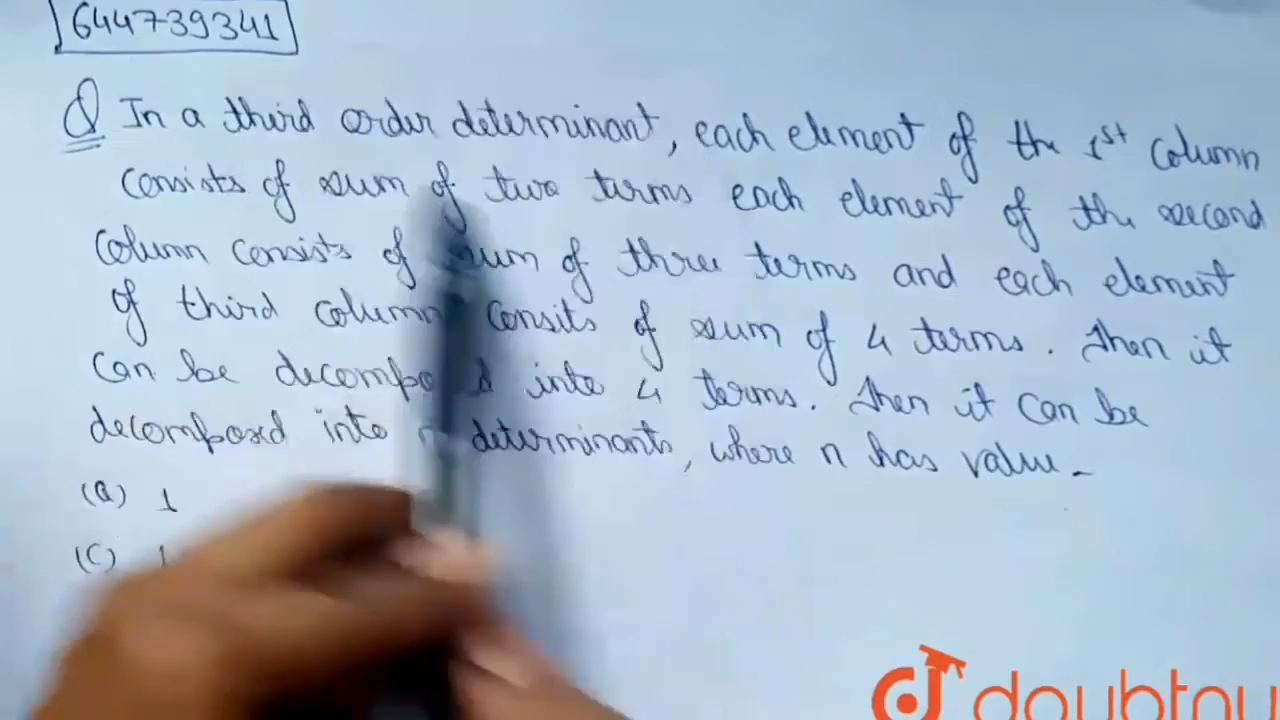 644739341
Q In a third order determinant, each element of the 1st column
consists of sum of two terms each element of the second
column consists of sum of three terms and each element
of third column consits of sum of 4 terms. Then it
can be decomposed into 4 terms. Then it can be
decomposed into n determinants, where n has value-
(a) 1
(c)
doubtnu